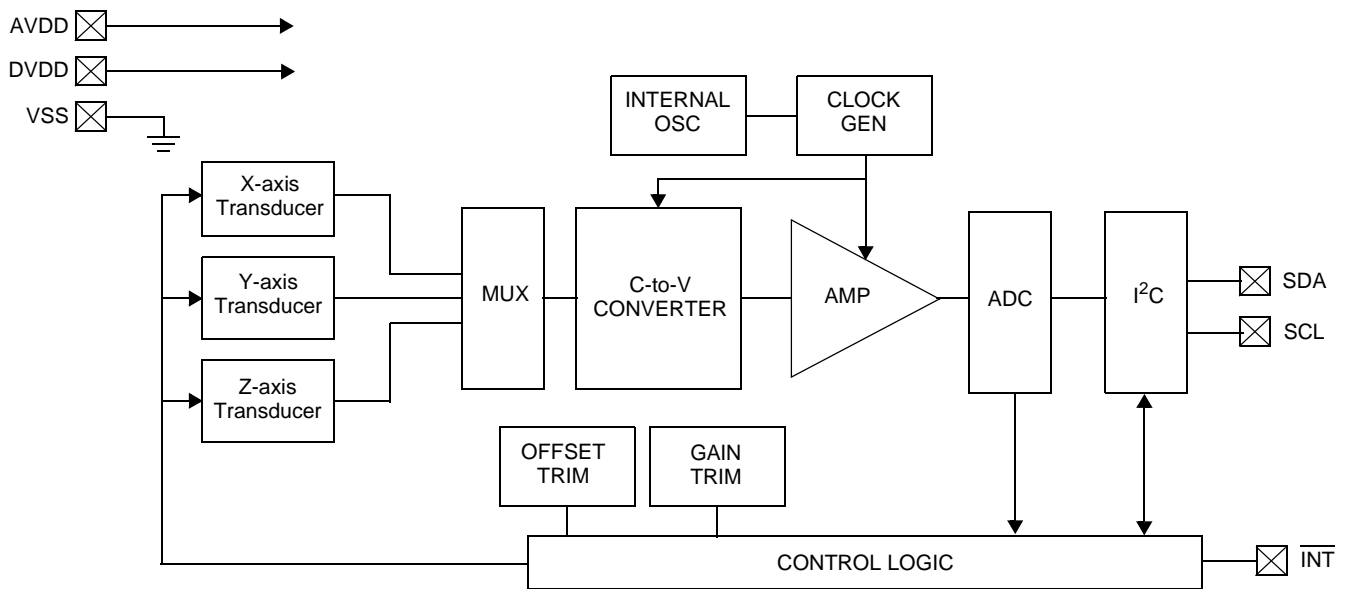 AVDD
DVDD
VSS
INTERNAL
OSC
CLOCK
GEN
X-axis
Transducer
Y-axis
Transducer
Z-axis
Transducer
MUX
C-to-V
CONVERTER
AMP
ADC
I²C
SDA
SCL
OFFSET
TRIM
GAIN
TRIM
CONTROL LOGIC
I̅N̅T̅